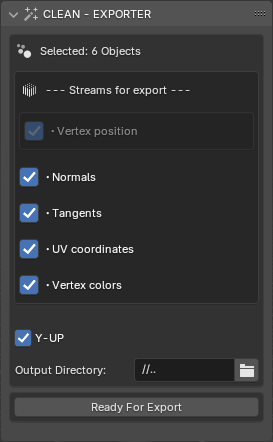 CLEAN - EXPORTER
Selected: 6 Objects
--- Streams for export ---
• Vertex position
• Normals
• Tangents
• UV coordinates
• Vertex colors
Y-UP
Output Directory: //..
Ready For Export